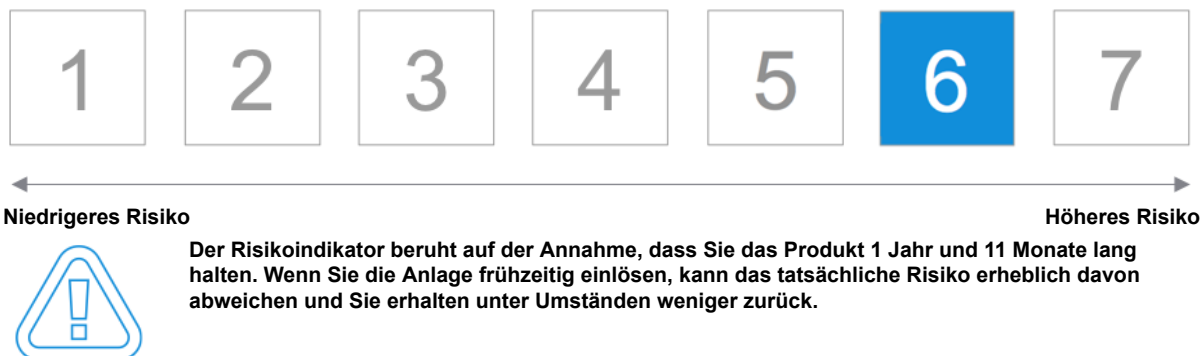 1 2 3 4 5 6 7
Niedrigeres Risiko Höheres Risiko
Der Risikoindikator beruht auf der Annahme, dass Sie das Produkt 1 Jahr und 11 Monate lang
halten. Wenn Sie die Anlage frühzeitig einlösen, kann das tatsächliche Risiko erheblich davon
abweichen und Sie erhalten unter Umständen weniger zurück.